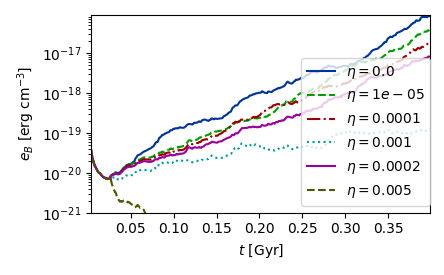 10⁻¹⁷
10⁻¹⁸
10⁻¹⁹
10⁻²⁰
10⁻²¹
e_B [erg cm⁻³]
η = 0.0
η = 1e − 05
η = 0.0001
η = 0.001
η = 0.0002
η = 0.005
0.05 0.10 0.15 0.20 0.25 0.30 0.35
t [Gyr]